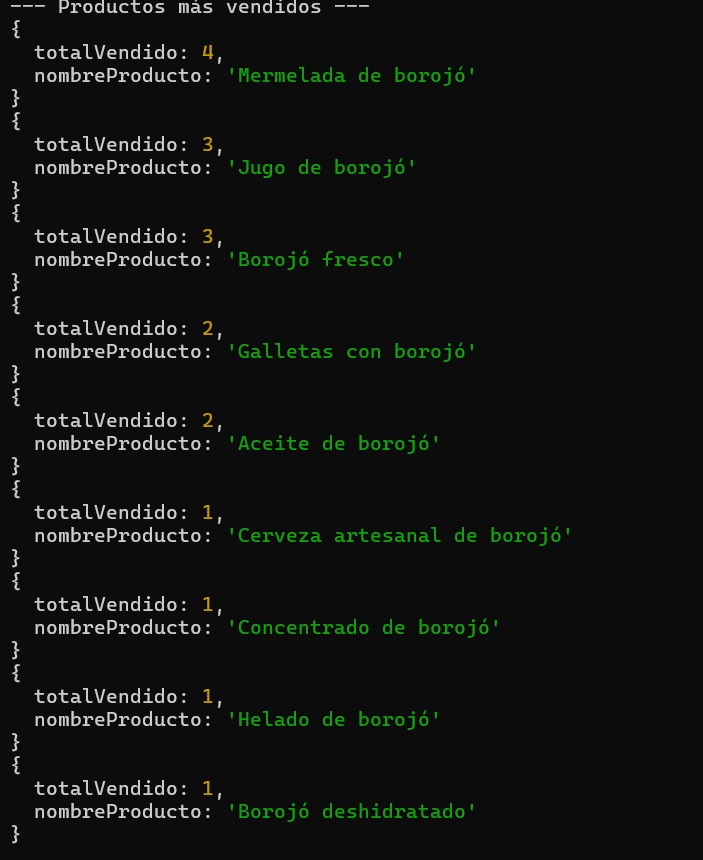 --- Productos más vendidos ---
{
  totalVendido: 4,
  nombreProducto: 'Mermelada de borojó'
}
{
  totalVendido: 3,
  nombreProducto: 'Jugo de borojó'
}
{
  totalVendido: 3,
  nombreProducto: 'Borojó fresco'
}
{
  totalVendido: 2,
  nombreProducto: 'Galletas con borojó'
}
{
  totalVendido: 2,
  nombreProducto: 'Aceite de borojó'
}
{
  totalVendido: 1,
  nombreProducto: 'Cerveza artesanal de borojó'
}
{
  totalVendido: 1,
  nombreProducto: 'Concentrado de borojó'
}
{
  totalVendido: 1,
  nombreProducto: 'Helado de borojó'
}
{
  totalVendido: 1,
  nombreProducto: 'Borojó deshidratado'
}